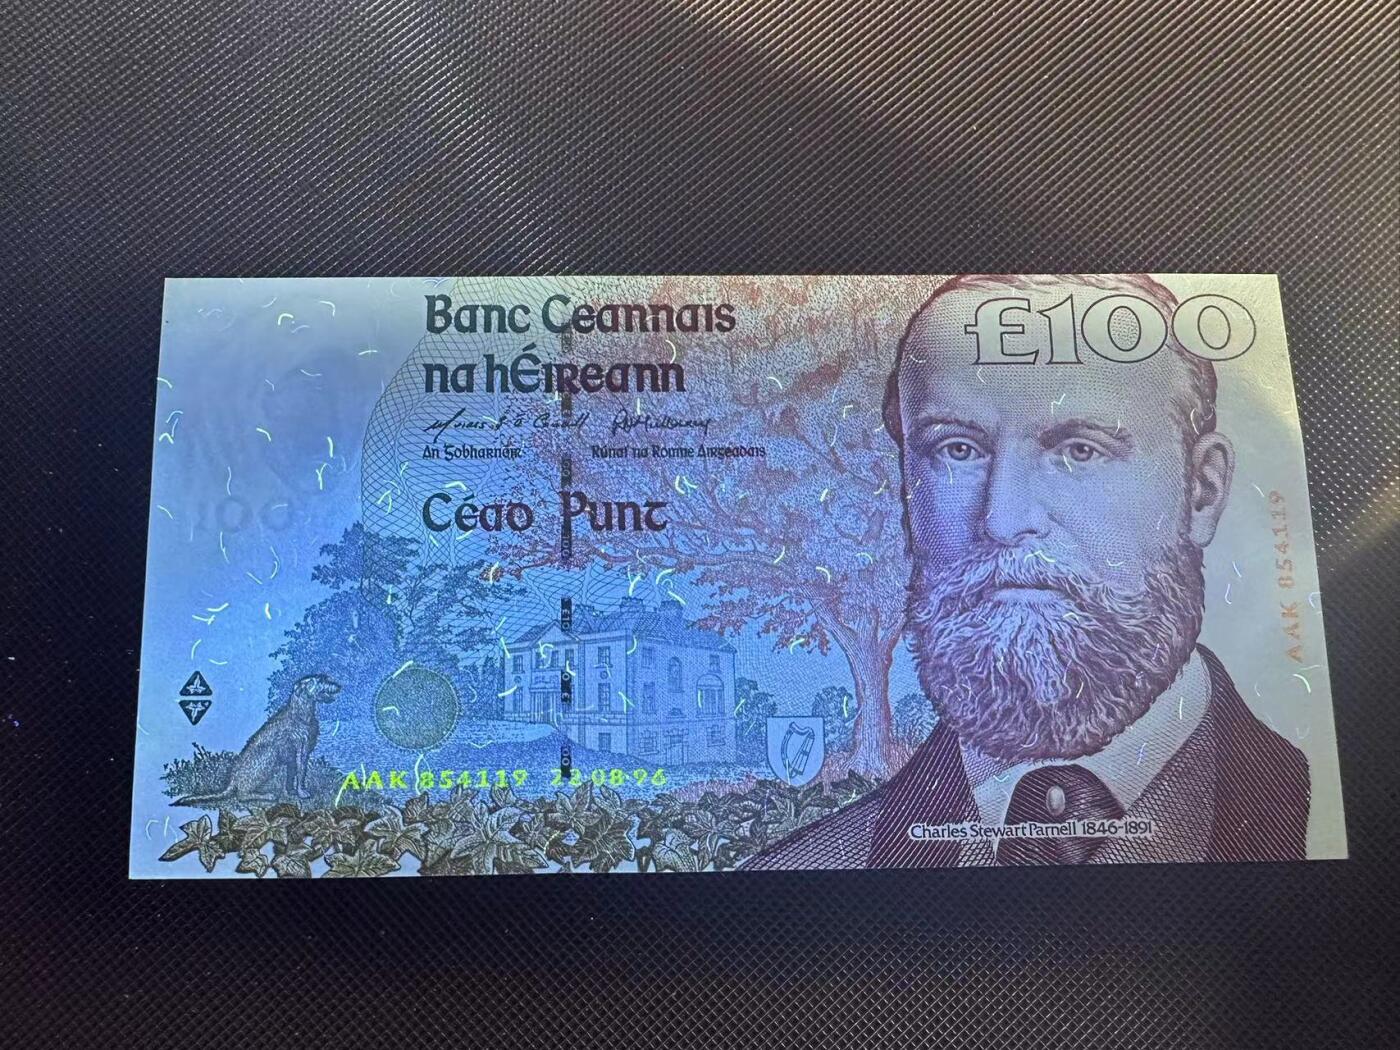 Banc Ceannais
£100
na hÉireann
An Gobharnóir
Rúnaí na Roinne Airgeadais
Céad Punt
100
AAK 854119
AAK 854119 22·08·96
Charles Stewart Parnell 1846-1891